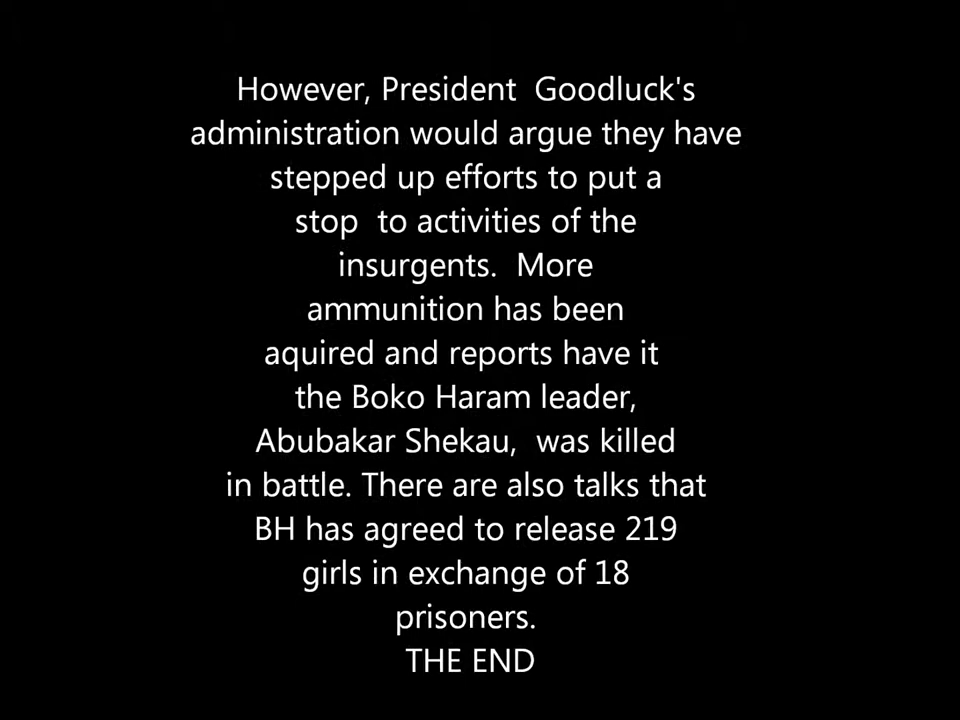 However, President  Goodluck's
administration would argue they have
stepped up efforts to put a
stop  to activities of the
insurgents.  More
ammunition has been
aquired and reports have it
the Boko Haram leader,
Abubakar Shekau,  was killed
in battle. There are also talks that
BH has agreed to release 219
girls in exchange of 18
prisoners.
THE END